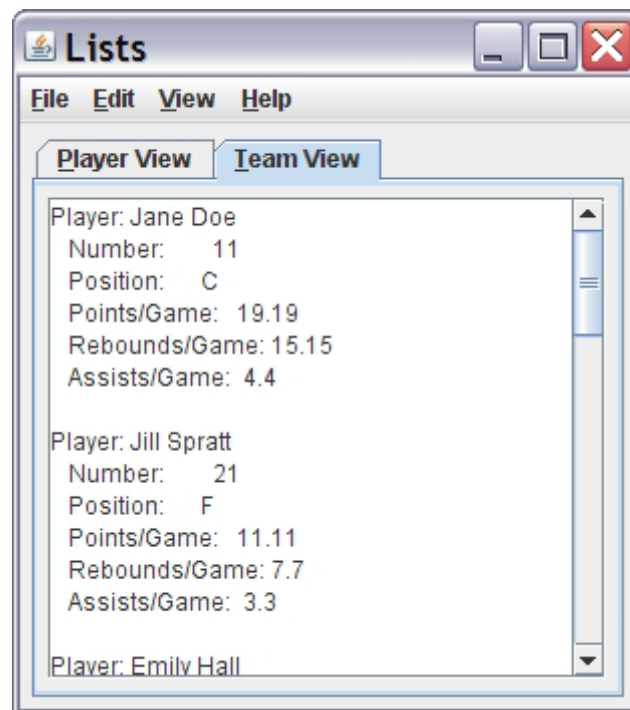 Lists
File Edit View Help
Player View Team View
Player: Jane Doe
Number: 11
Position: C
Points/Game: 19.19
Rebounds/Game: 15.15
Assists/Game: 4.4
Player: Jill Spratt
Number: 21
Position: F
Points/Game: 11.11
Rebounds/Game: 7.7
Assists/Game: 3.3
Player: Emily Hall